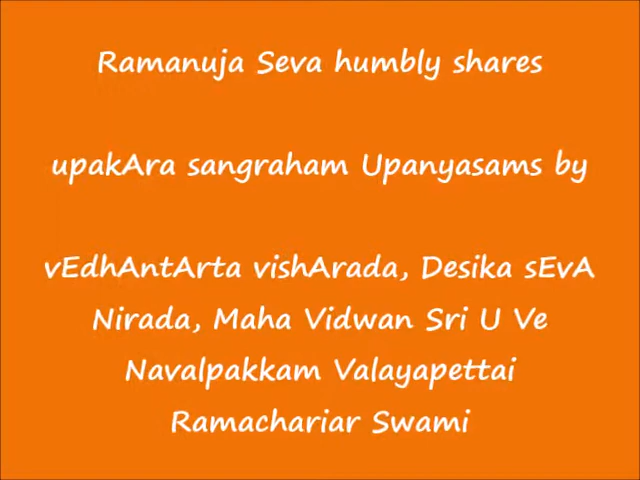 Ramanuja Seva humbly shares
upakAra sangraham Upanyasams by
vEdhAntArta vishArada, Desika sEvA
Nirada, Maha Vidwan Sri U Ve
Navalpakkam Valayapettai
Ramachariar Swami